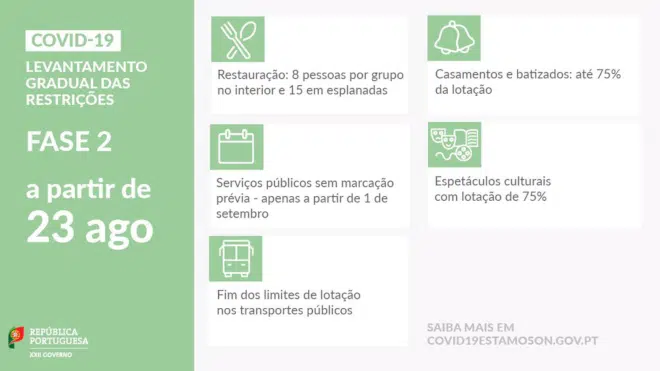 COVID-19
LEVANTAMENTO
GRADUAL DAS
RESTRIÇÕES
FASE 2
a partir de
23 ago
REPÚBLICA
PORTUGUESA
XXII GOVERNO
Restauração: 8 pessoas por grupo
no interior e 15 em esplanadas
Casamentos e batizados: até 75%
da lotação
Serviços públicos sem marcação
prévia - apenas a partir de 1 de
setembro
Espetáculos culturais
com lotação de 75%
Fim dos limites de lotação
nos transportes públicos
SAIBA MAIS EM
COVID19ESTAMOSON.GOV.PT